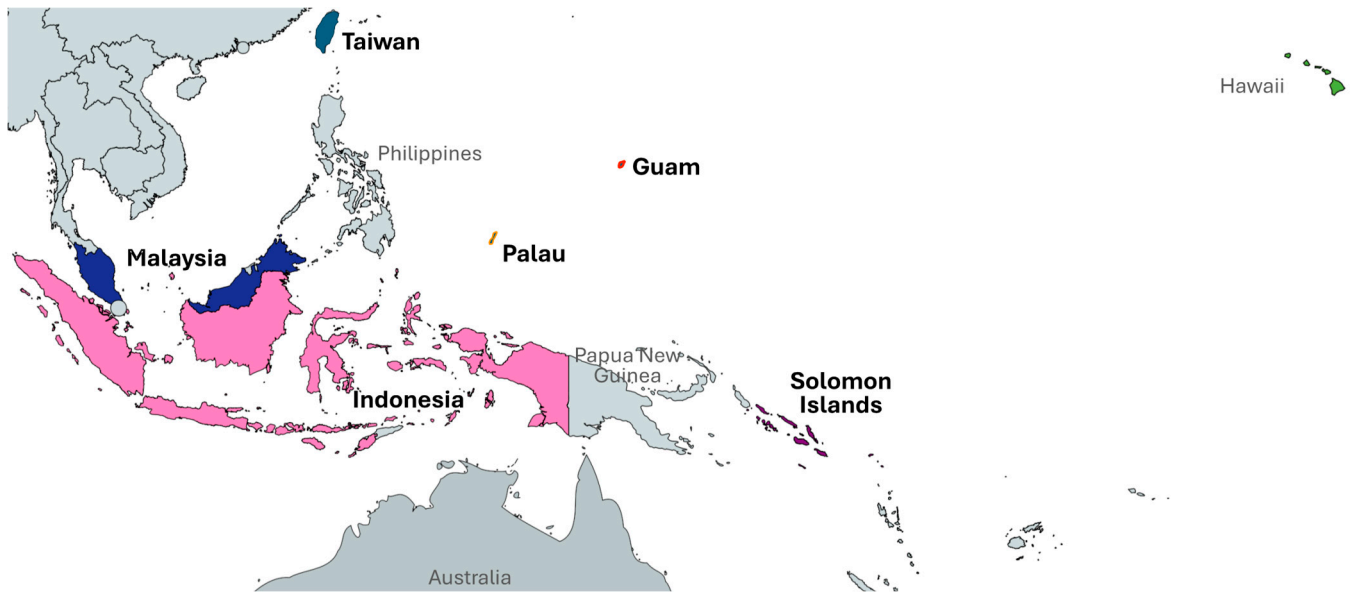 Taiwan
Hawaii
Philippines
Guam
Palau
Malaysia
Papua New
Guinea
Solomon
Islands
Indonesia
Australia